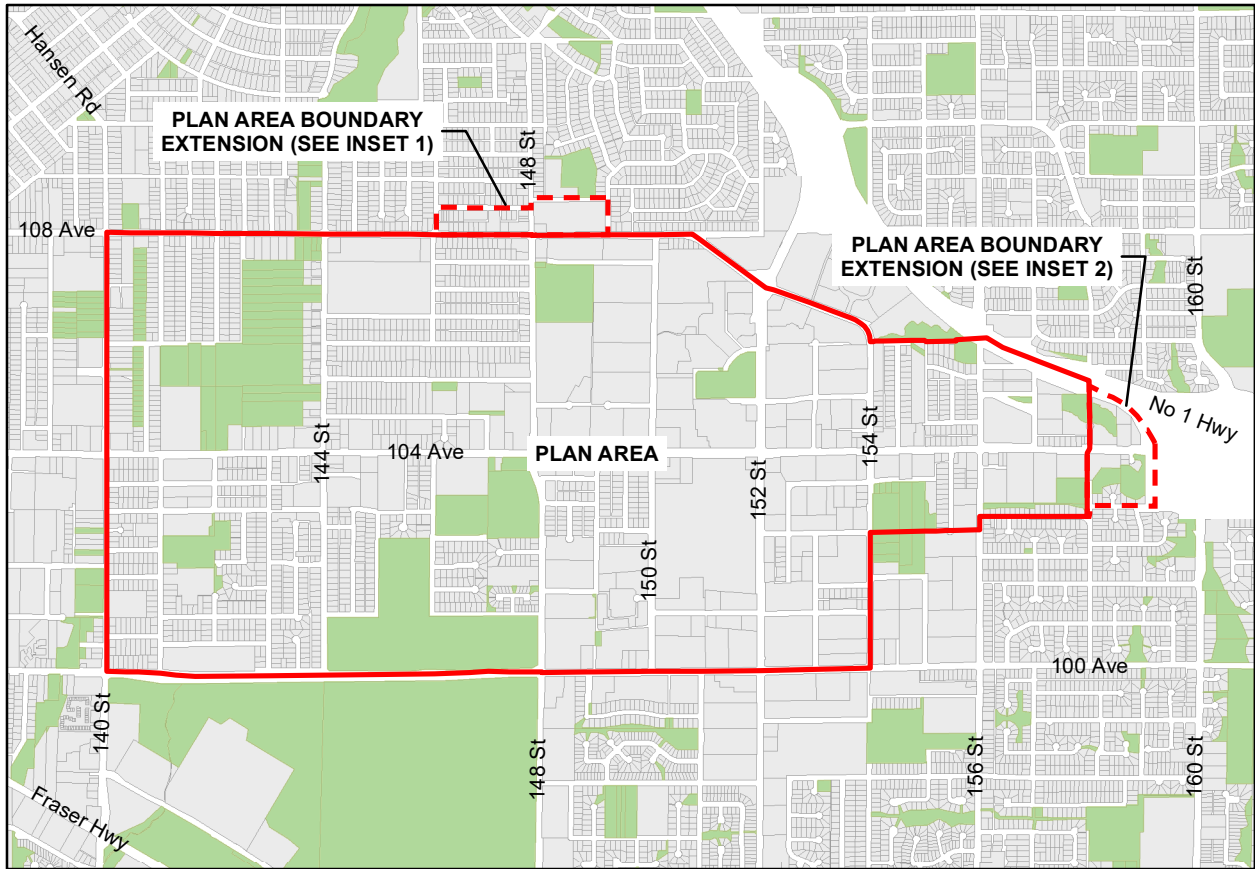 Hansen Rd
PLAN AREA BOUNDARY
EXTENSION (SEE INSET 1)
148 St
108 Ave
PLAN AREA BOUNDARY
EXTENSION (SEE INSET 2)
160 St
No 1 Hwy
144 St
104 Ave
PLAN AREA
152 St
154 St
150 St
100 Ave
140 St
148 St
156 St
160 St
Fraser Hwy